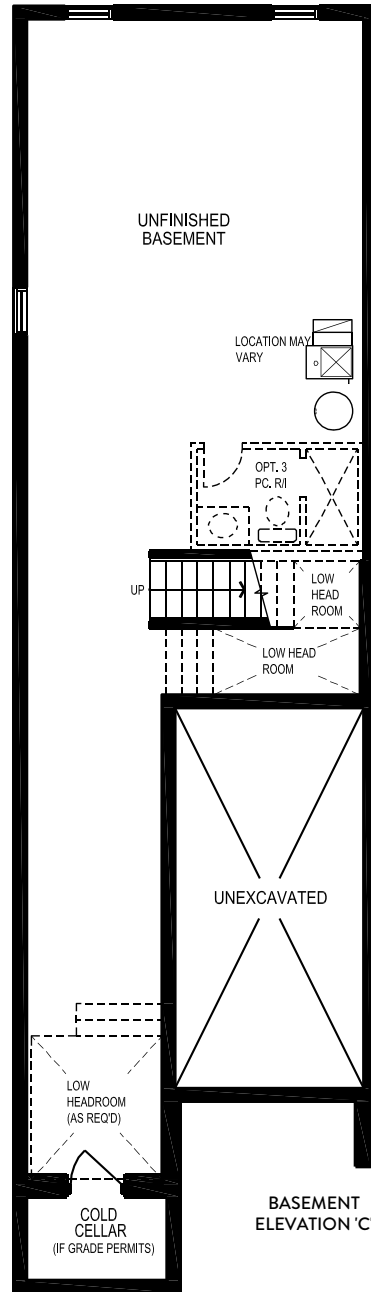 UNFINISHED
BASEMENT
LOCATION MAY
VARY
OPT. 3
PC. R/I
UP
LOW
HEAD
ROOM
LOW HEAD
ROOM
UNEXCAVATED
LOW
HEADROOM
(AS REQ'D)
COLD
CELLAR
(IF GRADE PERMITS)
BASEMENT
ELEVATION 'C'